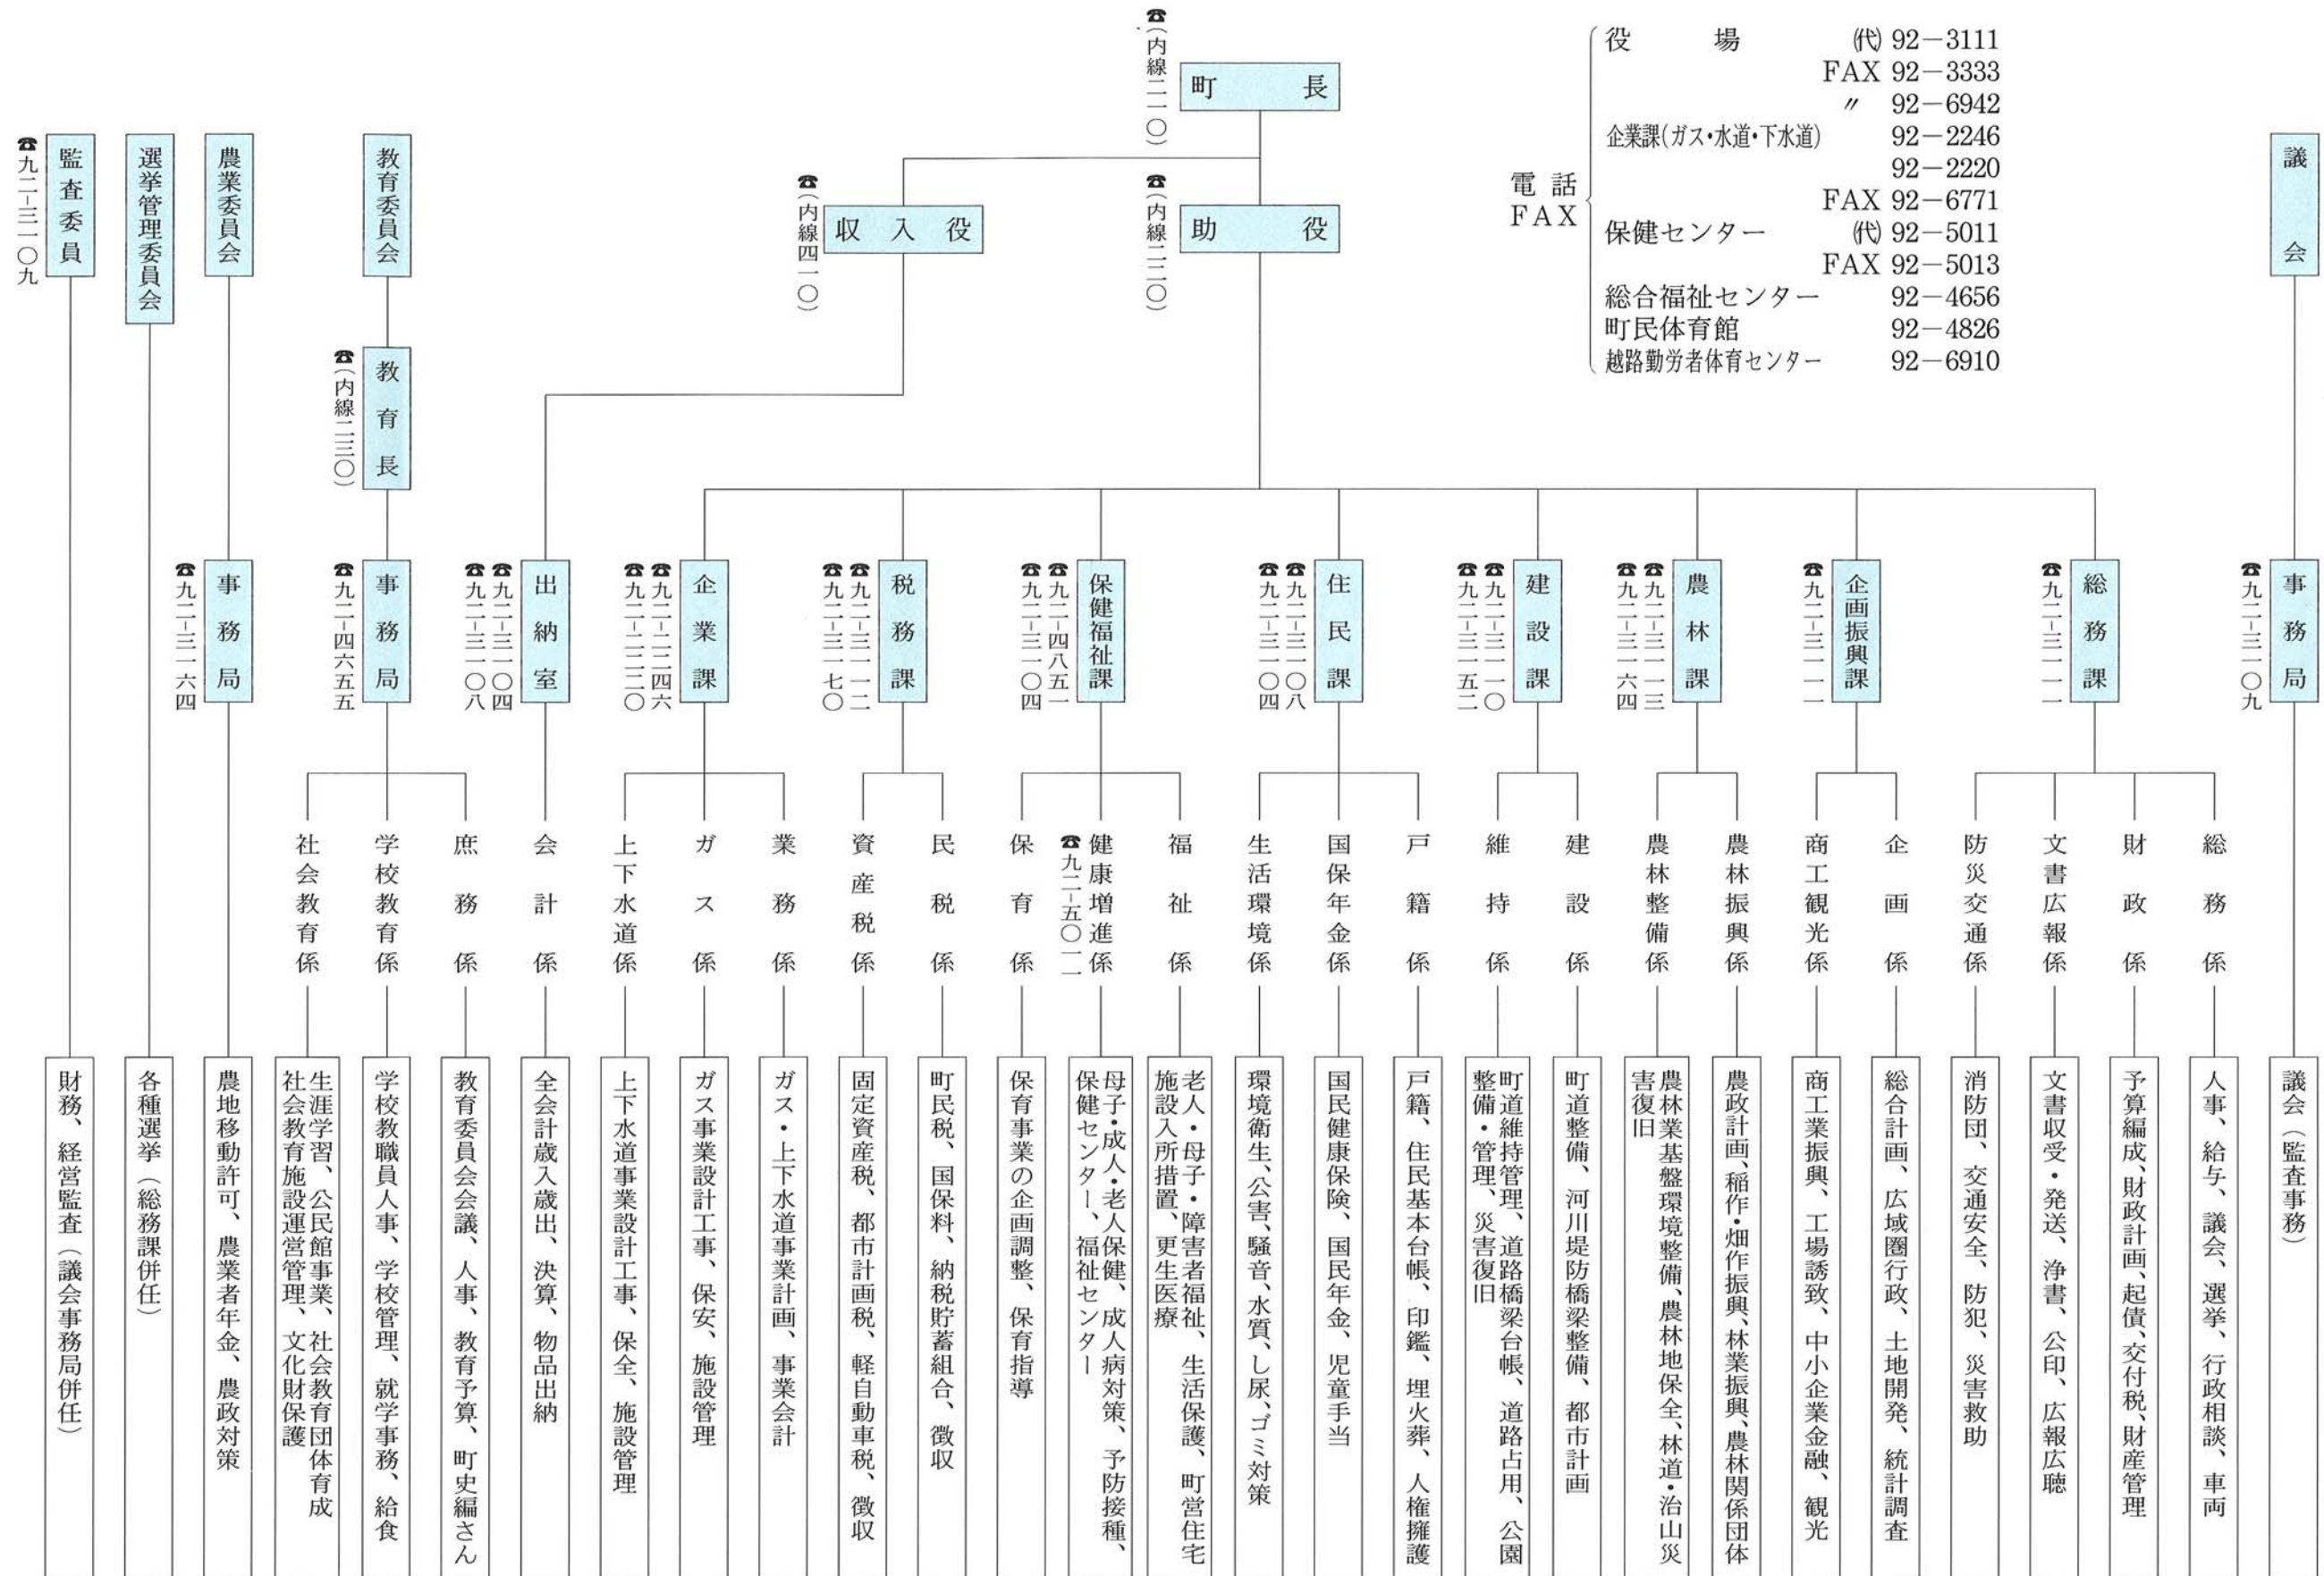 町長
☎(内線二一〇)
助役
☎(内線二二〇)
収入役
☎(内線四一〇)
電話
FAX
役場 (代) 92－3111
FAX 92－3333
〃 92－6942
企業課(ガス・水道・下水道) 92－2246
92－2220
FAX 92－6771
保健センター (代) 92－5011
FAX 92－5013
総合福祉センター 92－4656
町民体育館 92－4826
越路勤労者体育センター 92－6910
議会
事務局
☎九二-三一〇九
議会（監査事務）
総務課
☎九二-三一一一
総務係
人事、給与、議会、選挙、行政相談、車両
財政係
予算編成、財政計画、起債、交付税、財産管理
文書広報係
文書収受・発送、浄書、公印、広報広聴
防災交通係
消防団、交通安全、防犯、災害救助
企画振興課
☎九二-三一一一
企画係
総合計画、広域圏行政、土地開発、統計調査
商工観光係
商工業振興、工場誘致、中小企業金融、観光
農林課
☎九二-三一一三
☎九二-三一六四
農林振興係
農政計画、稲作・畑作振興、林業振興、農林関係団体
農林整備係
農林業基盤環境整備、農林地保全、林道・治山災
害復旧
建設課
☎九二-三一一〇
☎九二-三一五二
建設係
町道整備、河川堤防橋梁整備、都市計画
維持係
町道維持管理、道路橋梁台帳、道路占用、公園
整備・管理、災害復旧
住民課
☎九二-三一〇八
☎九二-三一〇四
戸籍係
戸籍、住民基本台帳、印鑑、埋火葬、人権擁護
国保年金係
国民健康保険、国民年金、児童手当
生活環境係
環境衛生、公害、騒音、水質、し尿、ゴミ対策
保健福祉課
☎九二-四八五一
☎九二-三一〇四
福祉係
老人・母子・障害者福祉、生活保護、町営住宅
施設入所措置、更生医療
健康増進係
☎九二-五〇一一
母子・成人・老人保健、成人病対策、予防接種、
保健センター、福祉センター
保育係
保育事業の企画調整、保育指導
税務課
☎九二-三一一二
☎九二-三一七〇
民税係
町民税、国保料、納税貯蓄組合、徴収
資産税係
固定資産税、都市計画税、軽自動車税、徴収
企業課
☎九二-二二四六
☎九二-二二二〇
業務係
ガス・上下水道事業計画、事業会計
ガス係
ガス事業設計工事、保安、施設管理
上下水道係
上下水道事業設計工事、保全、施設管理
出納室
☎九二-三一〇四
☎九二-三一〇八
会計係
全会計歳入歳出、決算、物品出納
教育委員会
教育長
☎(内線二三〇)
事務局
☎九二-四六五五
庶務係
教育委員会会議、人事、教育予算、町史編さん
学校教育係
学校教職員人事、学校管理、就学事務、給食
社会教育係
生涯学習、公民館事業、社会教育団体育成
社会教育施設運営管理、文化財保護
農業委員会
事務局
☎九二-三一六四
農地移動許可、農業者年金、農政対策
選挙管理委員会
各種選挙（総務課併任）
監査委員
☎九二-三一〇九
財務、経営監査（議会事務局併任）